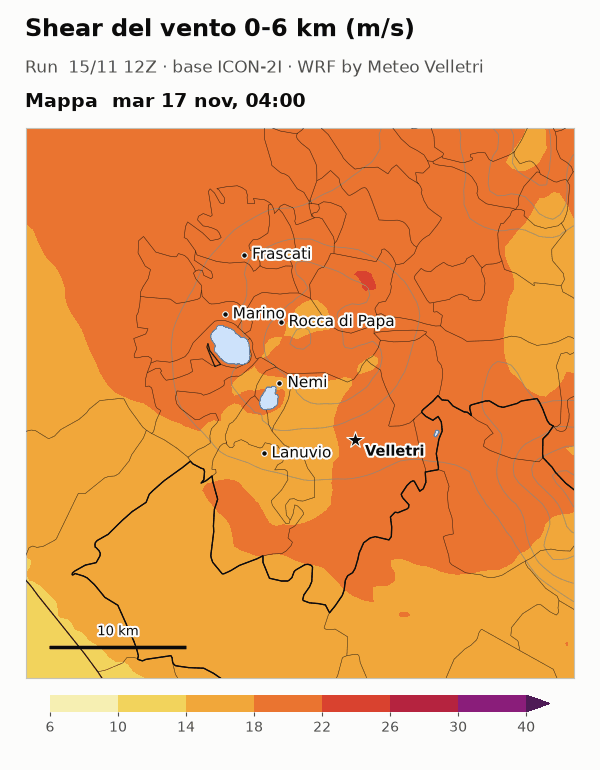 Shear del vento 0-6 km (m/s)
Run  15/11 12Z · base ICON-2I · WRF by Meteo Velletri
Mappa  mar 17 nov, 04:00
Frascati
Marino
Rocca di Papa
Nemi
Velletri
Lanuvio
10 km
6 10 14 18 22 26 30 40